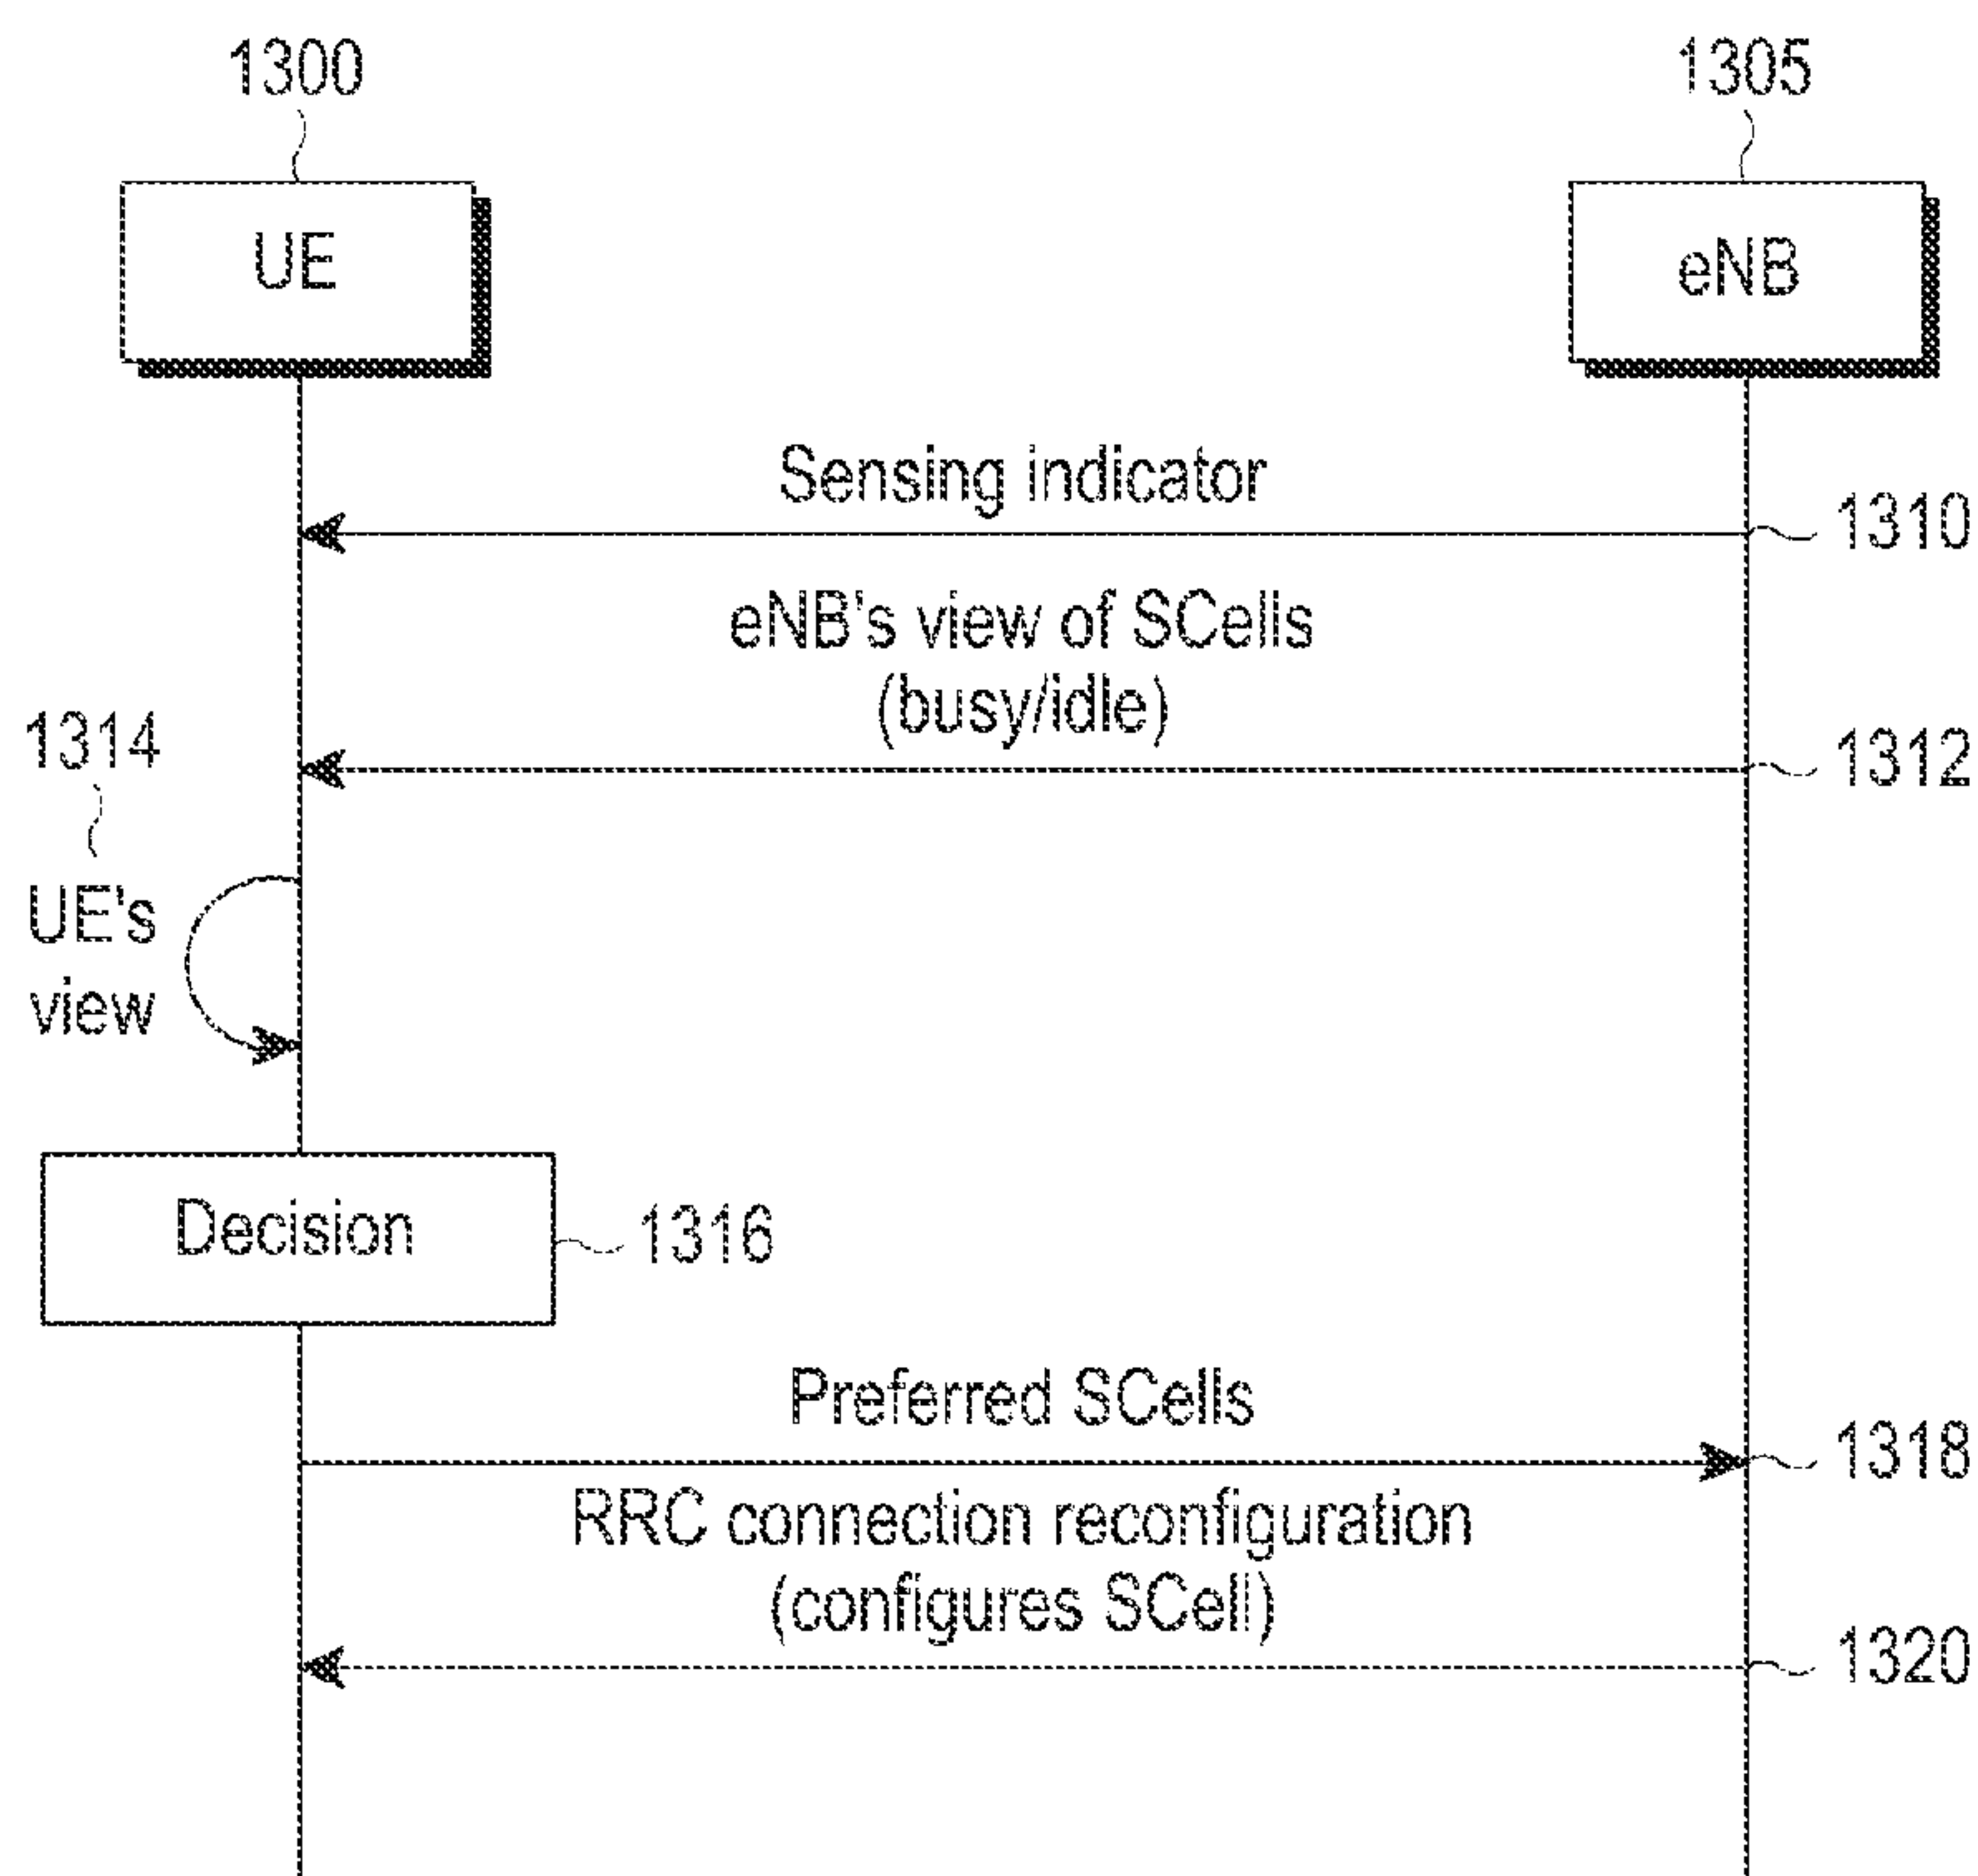 1300
1305
UE
eNB
Sensing indicator
1310
eNB's view of SCells
(busy/idle)
1312
1314
UE's
view
Decision
1316
Preferred SCells
1318
RRC connection reconfiguration
(configures SCell)
1320